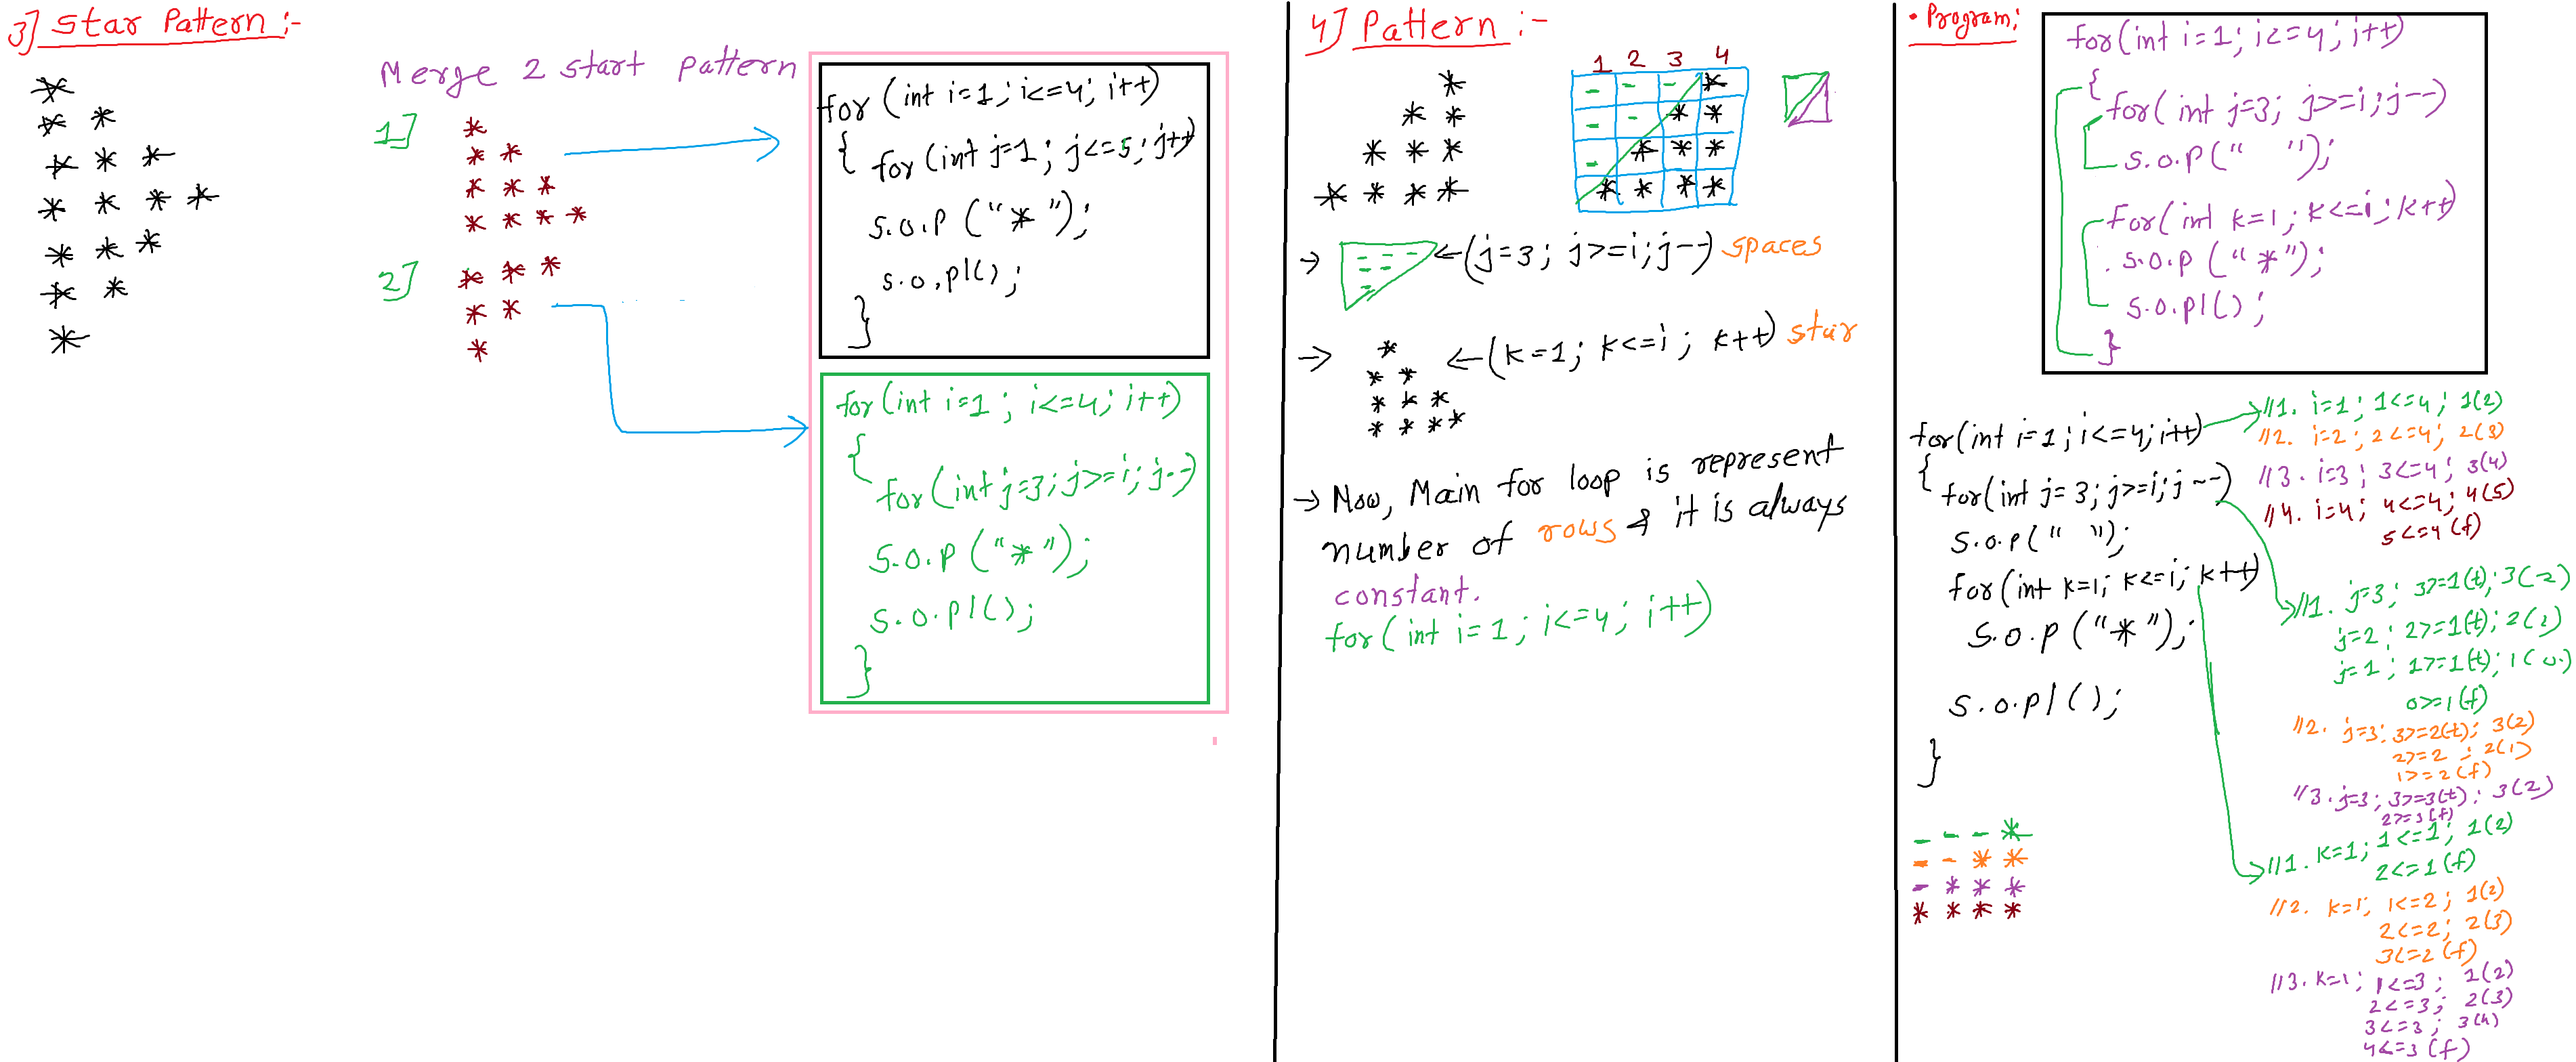 3] Star Pattern :-
*
* *
* * *
* * * *
* * *
* *
*
Merge 2 start pattern
1]
*
* *
* * *
* * * *
2]
* * *
* *
*
for (int i=1; i<=4; i++)
{ for (int j=1; j<=5; j++)
s.o.p ("*");
s.o.pl();
}
for (int i=1; i<=4; i++)
{
for (int j=3; j>=i; j--)
s.o.p ("*");
s.o.pl();
}
4] Pattern :-
*
* *
* * *
* * * *
1 2 3 4
- - - *
- - * *
- * * *
* * * *
→ - - - ←(j=3; j>=i; j--) spaces
- -
-
→ * ←(k=1; k<=i; k++) star
* *
* * *
* * * *
→ Now, Main for loop is represent
number of rows & it is always
constant.
for (int i=1; i<=4; i++)
• Program:
for (int i=1; i<=4; i++)
{
for( int j=3; j>=i; j--)
s.o.p (" ");
for(int k=1; k<=i; k++)
s.o.p ("*");
s.o.pl();
}
for(int i=1; i<=4; i++)
{
for(int j=3; j>=i; j--)
s.o.p(" ");
for(int k=1; k<=i; k++)
s.o.p ("*");
s.o.pl();
}
- - - *
- - * *
- * * *
* * * *
//1. i=1; 1<=4; 1(2)
//2. i=2; 2<=4; 2(3)
//3. i=3; 3<=4; 3(4)
//4. i=4; 4<=4; 4(5)
5<=4 (f)
//1. j=3; 3>=1(t); 3(2)
j=2; 2>=1(t); 2(1)
j=1; 1>=1(t); 1(0)
0>=1(f)
//2. j=3; 3>=2(t); 3(2)
2>=2 ; 2(1)
1>=2(f)
//3. j=3; 3>=3(t); 3(2)
2>=3(f)
//1. k=1; 1<=1; 1(2)
2<=1(f)
//2. k=1; 1<=2; 1(2)
2<=2; 2(3)
3<=2 (f)
//3. k=1; 1<=3; 1(2)
2<=3; 2(3)
3<=3; 3(4)
4<=3(f)